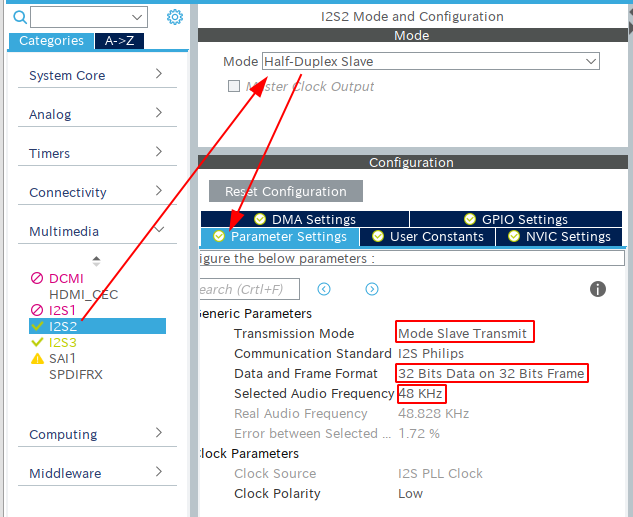 I2S2 Mode and Configuration
Categories A->Z
Mode
System Core
Analog
Timers
Connectivity
Multimedia
DCMI
HDMI_CEC
I2S1
I2S2
I2S3
SAI1
SPDIFRX
Computing
Middleware
Mode Half-Duplex Slave
Master Clock Output
Configuration
Reset Configuration
DMA Settings GPIO Settings
Parameter Settings User Constants NVIC Settings
igure the below parameters :
earch (Crtl+F)
eneric Parameters
Transmission Mode Mode Slave Transmit
Communication Standard I2S Philips
Data and Frame Format 32 Bits Data on 32 Bits Frame
Selected Audio Frequency 48 KHz
Real Audio Frequency 48.828 KHz
Error between Selected ... 1.72 %
Clock Parameters
Clock Source I2S PLL Clock
Clock Polarity Low